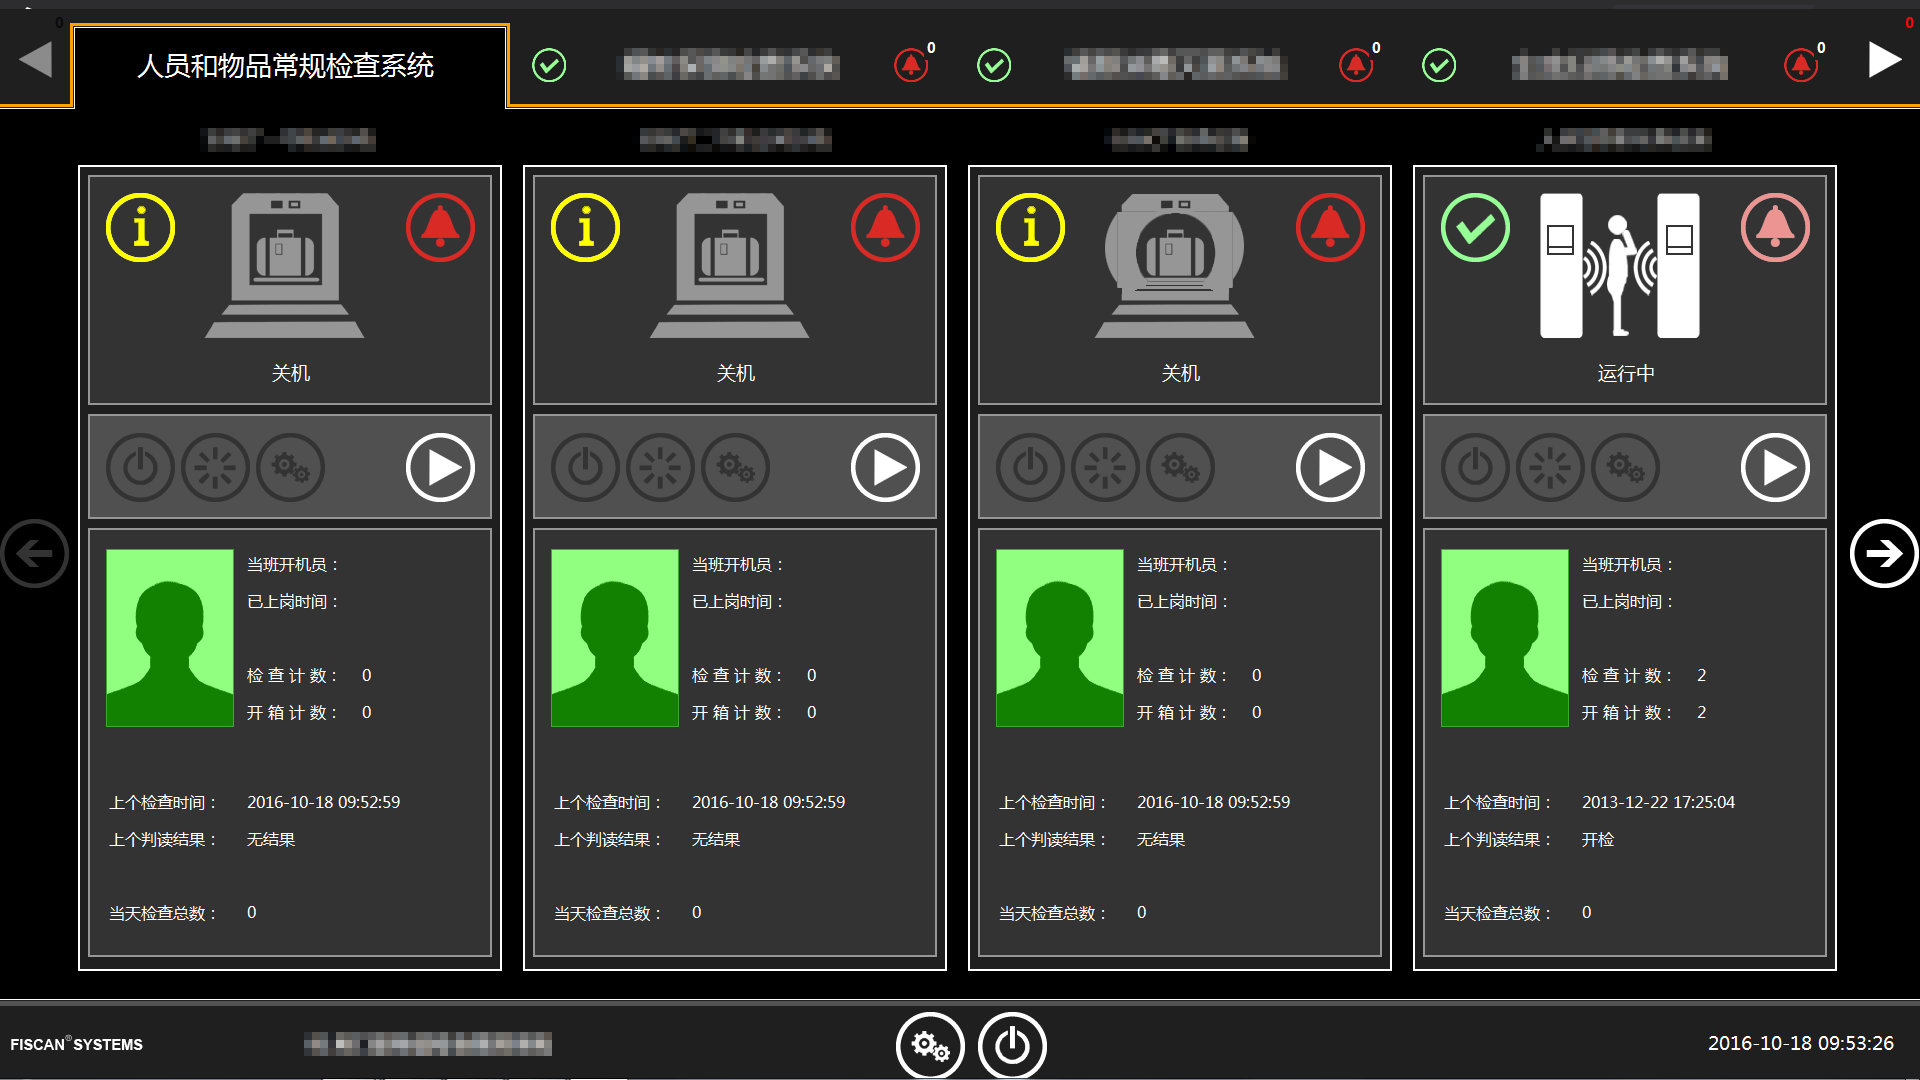 0
0
人员和物品常规检查系统
0
0
0
关机
关机
关机
运行中
当班开机员：
已上岗时间：
检查计数： 0
开箱计数： 0
上个检查时间： 2016-10-18 09:52:59
上个判读结果： 无结果
当天检查总数： 0
当班开机员：
已上岗时间：
检查计数： 0
开箱计数： 0
上个检查时间： 2016-10-18 09:52:59
上个判读结果： 无结果
当天检查总数： 0
当班开机员：
已上岗时间：
检查计数： 0
开箱计数： 0
上个检查时间： 2016-10-18 09:52:59
上个判读结果： 无结果
当天检查总数： 0
当班开机员：
已上岗时间：
检查计数： 2
开箱计数： 2
上个检查时间： 2013-12-22 17:25:04
上个判读结果： 开检
当天检查总数： 0
FISCAN® SYSTEMS
2016-10-18 09:53:26